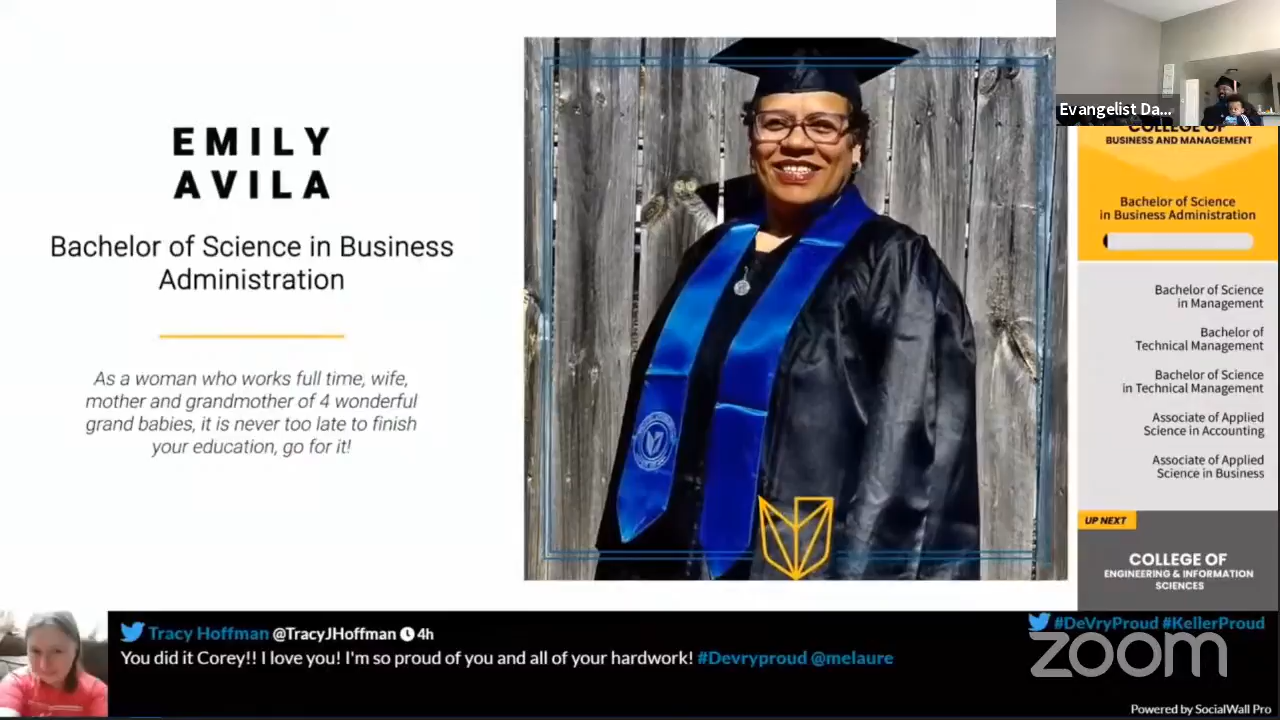 EMILY
AVILA
Bachelor of Science in Business
Administration
As a woman who works full time, wife,
mother and grandmother of 4 wonderful
grand babies, it is never too late to finish
your education, go for it!
Evangelist Da...
COLLEGE OF
BUSINESS AND MANAGEMENT
Bachelor of Science
in Business Administration
Bachelor of Science
in Management
Bachelor of
Technical Management
Bachelor of Science
in Technical Management
Associate of Applied
Science in Accounting
Associate of Applied
Science in Business
UP NEXT
COLLEGE OF
ENGINEERING & INFORMATION
SCIENCES
Tracy Hoffman @TracyJHoffman 4h
You did it Corey!! I love you! I'm so proud of you and all of your hardwork! #Devryproud @melaure
#DeVryProud #KellerProud
zoom
Powered by SocialWall Pro